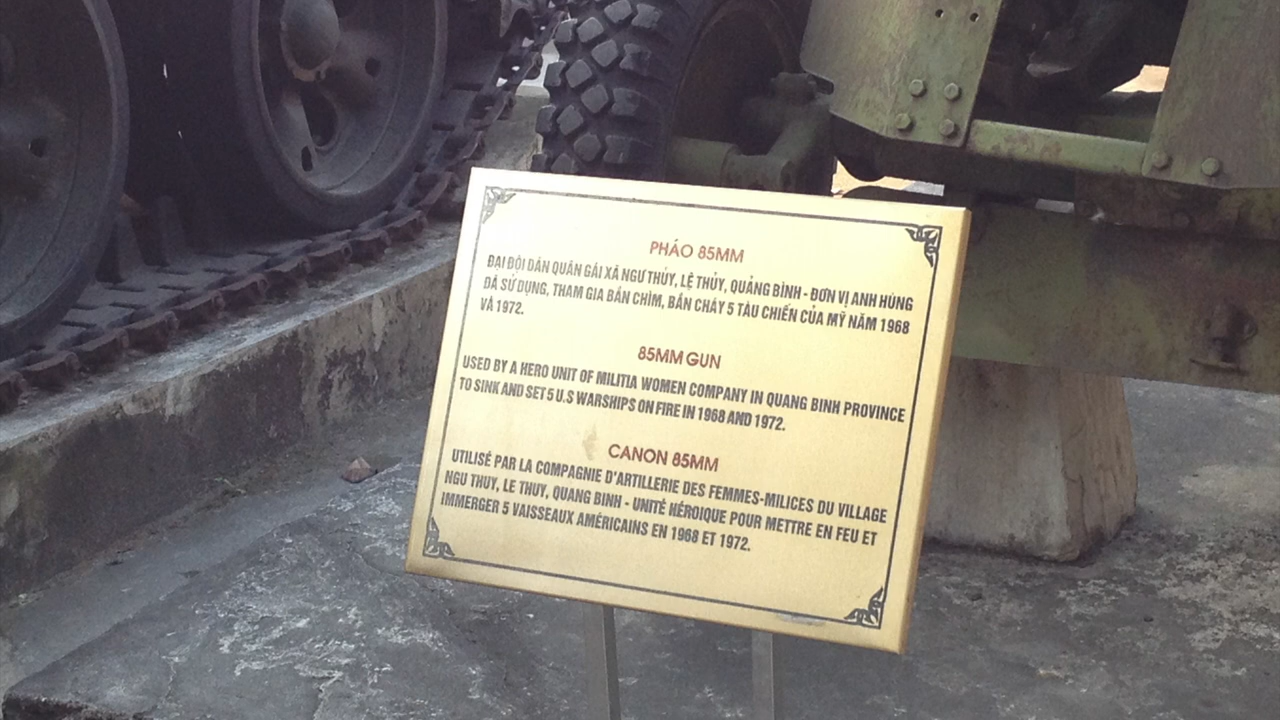 PHÁO 85MM
ĐẠI ĐỘI DÂN QUÂN GÁI XÃ NGƯ THỦY, LỆ THỦY, QUẢNG BÌNH - ĐƠN VỊ ANH HÙNG
ĐÃ SỬ DỤNG, THAM GIA BẮN CHÌM, BẮN CHÁY 5 TÀU CHIẾN CỦA MỸ NĂM 1968
VÀ 1972.
85MM GUN
USED BY A HERO UNIT OF MILITIA WOMEN COMPANY IN QUANG BINH PROVINCE
TO SINK AND SET 5 U.S WARSHIPS ON FIRE IN 1968 AND 1972.
CANON 85MM
UTILISÉ PAR LA COMPAGNIE D'ARTILLERIE DES FEMMES-MILICES DU VILLAGE
NGU THUY, LE THUY, QUANG BINH - UNITÉ HÉROIQUE POUR METTRE EN FEU ET
IMMERGER 5 VAISSEAUX AMÉRICAINS EN 1968 ET 1972.